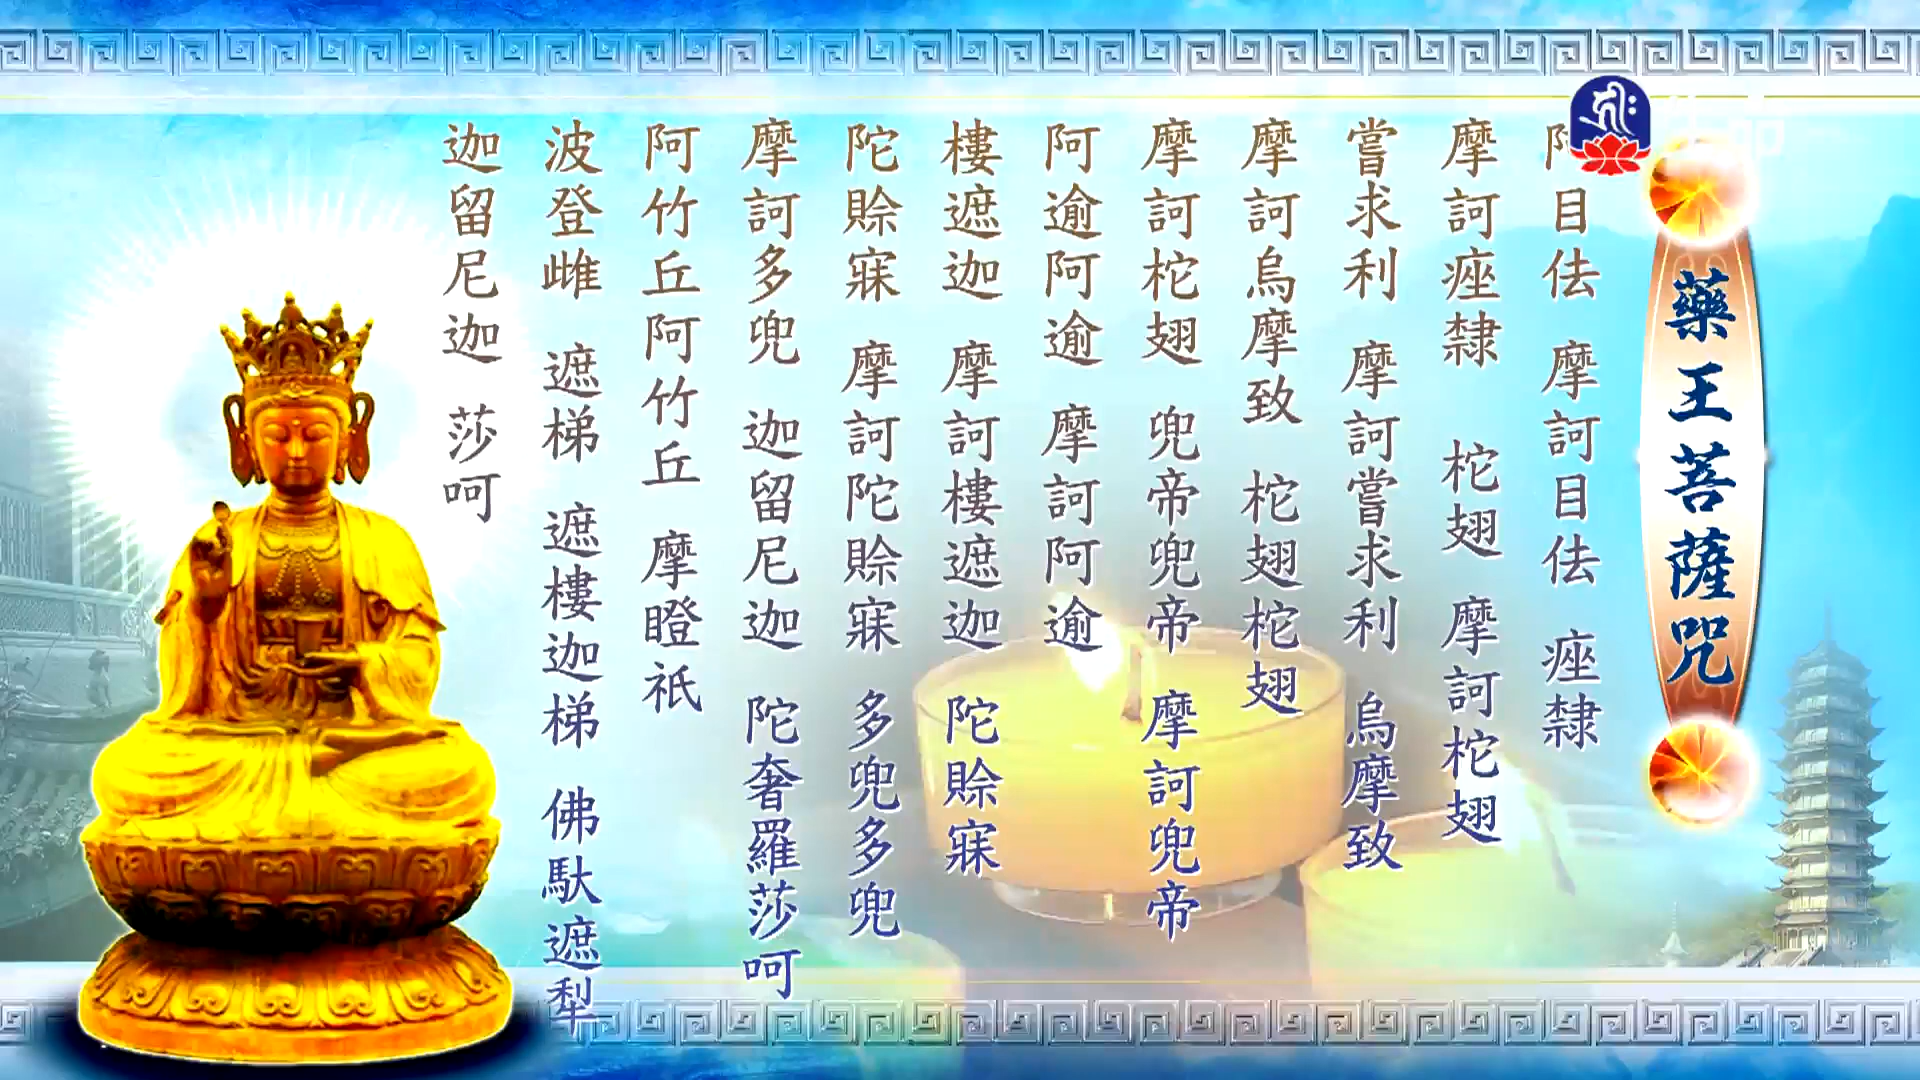 藥王菩薩咒
阿目佉 摩訶目佉 痤隸
摩訶痤隸 柁翅 摩訶柁翅
嘗求利 摩訶嘗求利 烏摩致
摩訶烏摩致 柁翅柁翅
摩訶柁翅 兜帝兜帝 摩訶兜帝
阿逾阿逾 摩訶阿逾
樓遮迦 摩訶樓遮迦 陀賒寐
陀賒寐 摩訶陀賒寐 多兜多兜
摩訶多兜 迦留尼迦 陀奢羅莎呵
阿竹丘阿竹丘 摩瞪祇
波登雌 遮梯 遮樓迦梯 佛馱遮犁
迦留尼迦 莎呵